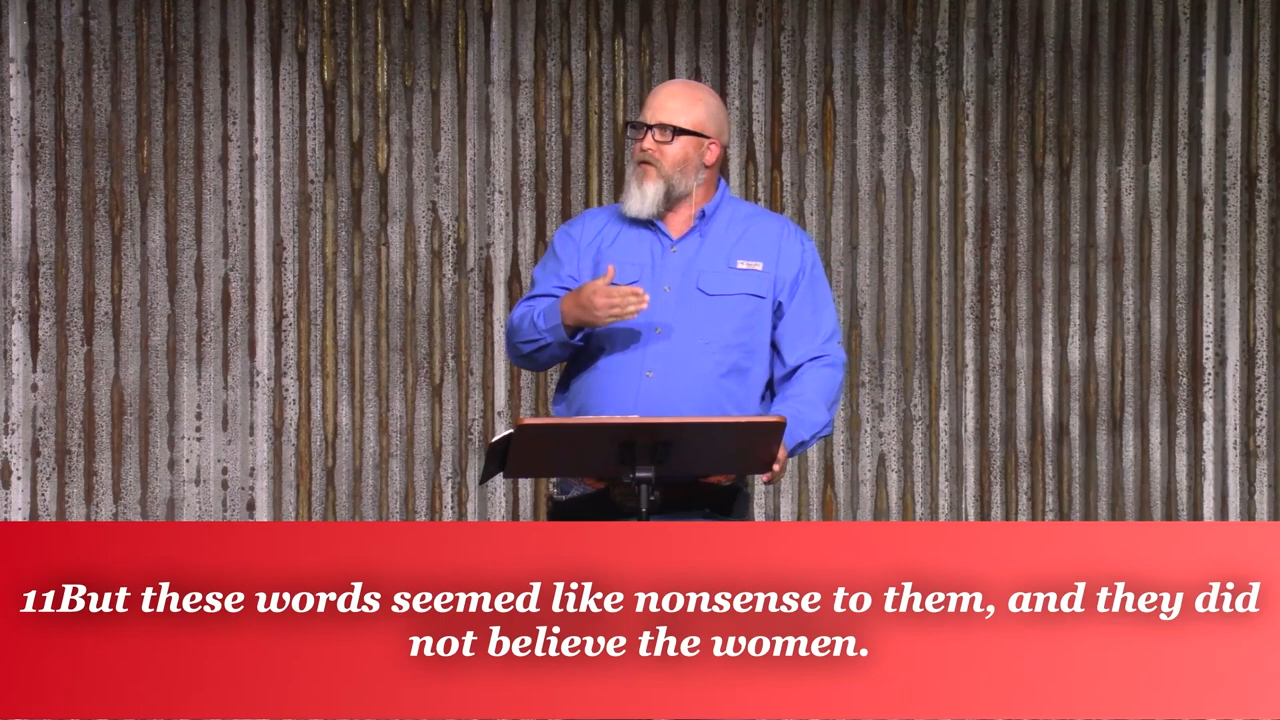 11But these words seemed like nonsense to them, and they did
not believe the women.